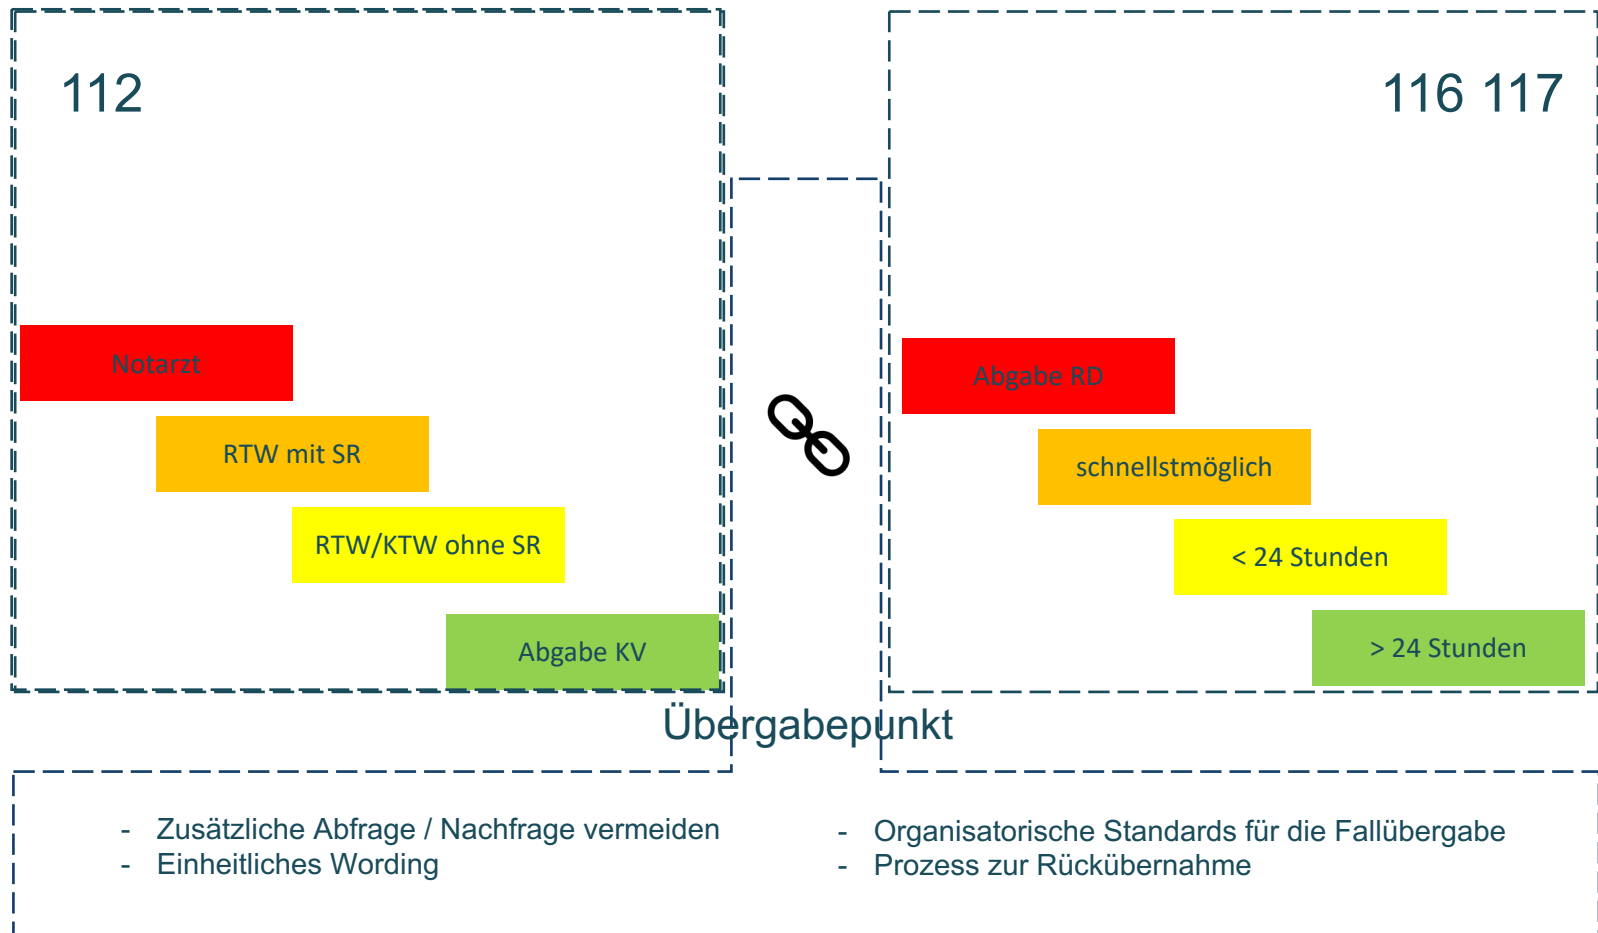 112
116 117
Notarzt
RTW mit SR
RTW/KTW ohne SR
Abgabe KV
Abgabe RD
schnellstmöglich
< 24 Stunden
> 24 Stunden
Übergabepunkt
- Zusätzliche Abfrage / Nachfrage vermeiden
- Einheitliches Wording
- Organisatorische Standards für die Fallübergabe
- Prozess zur Rückübernahme